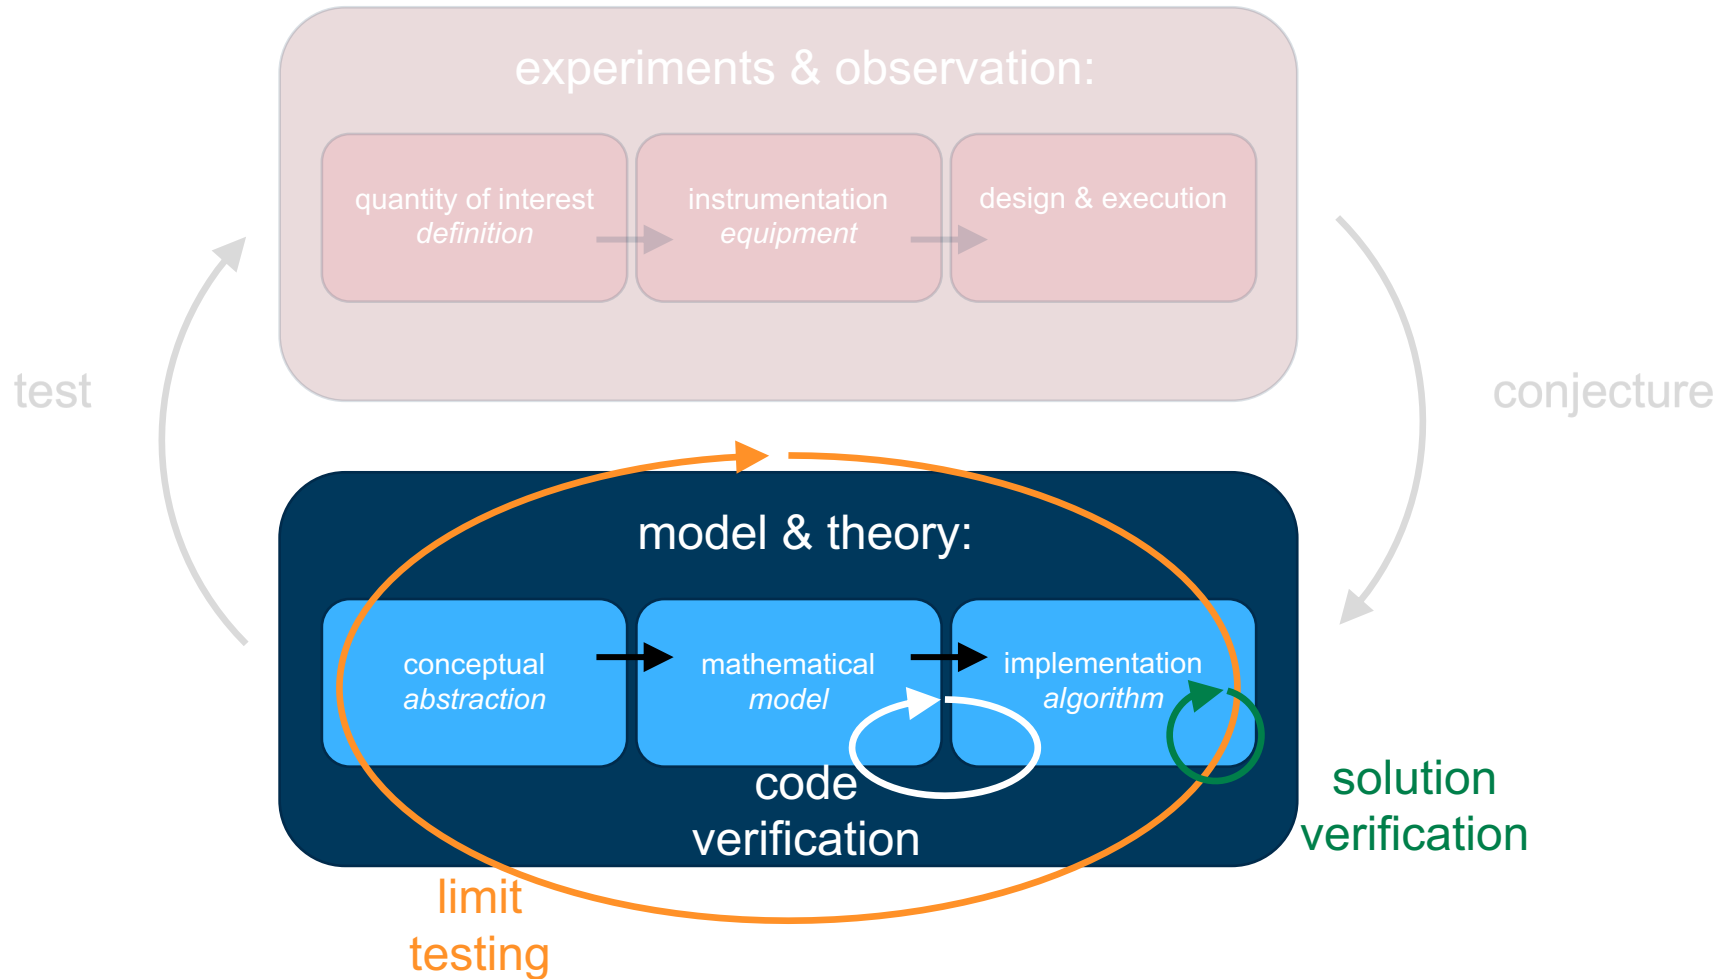 experiments & observation:
quantity of interest
definition
instrumentation
equipment
design & execution
test
conjecture
model & theory:
conceptual
abstraction
mathematical
model
implementation
algorithm
code
verification
solution
verification
limit
testing